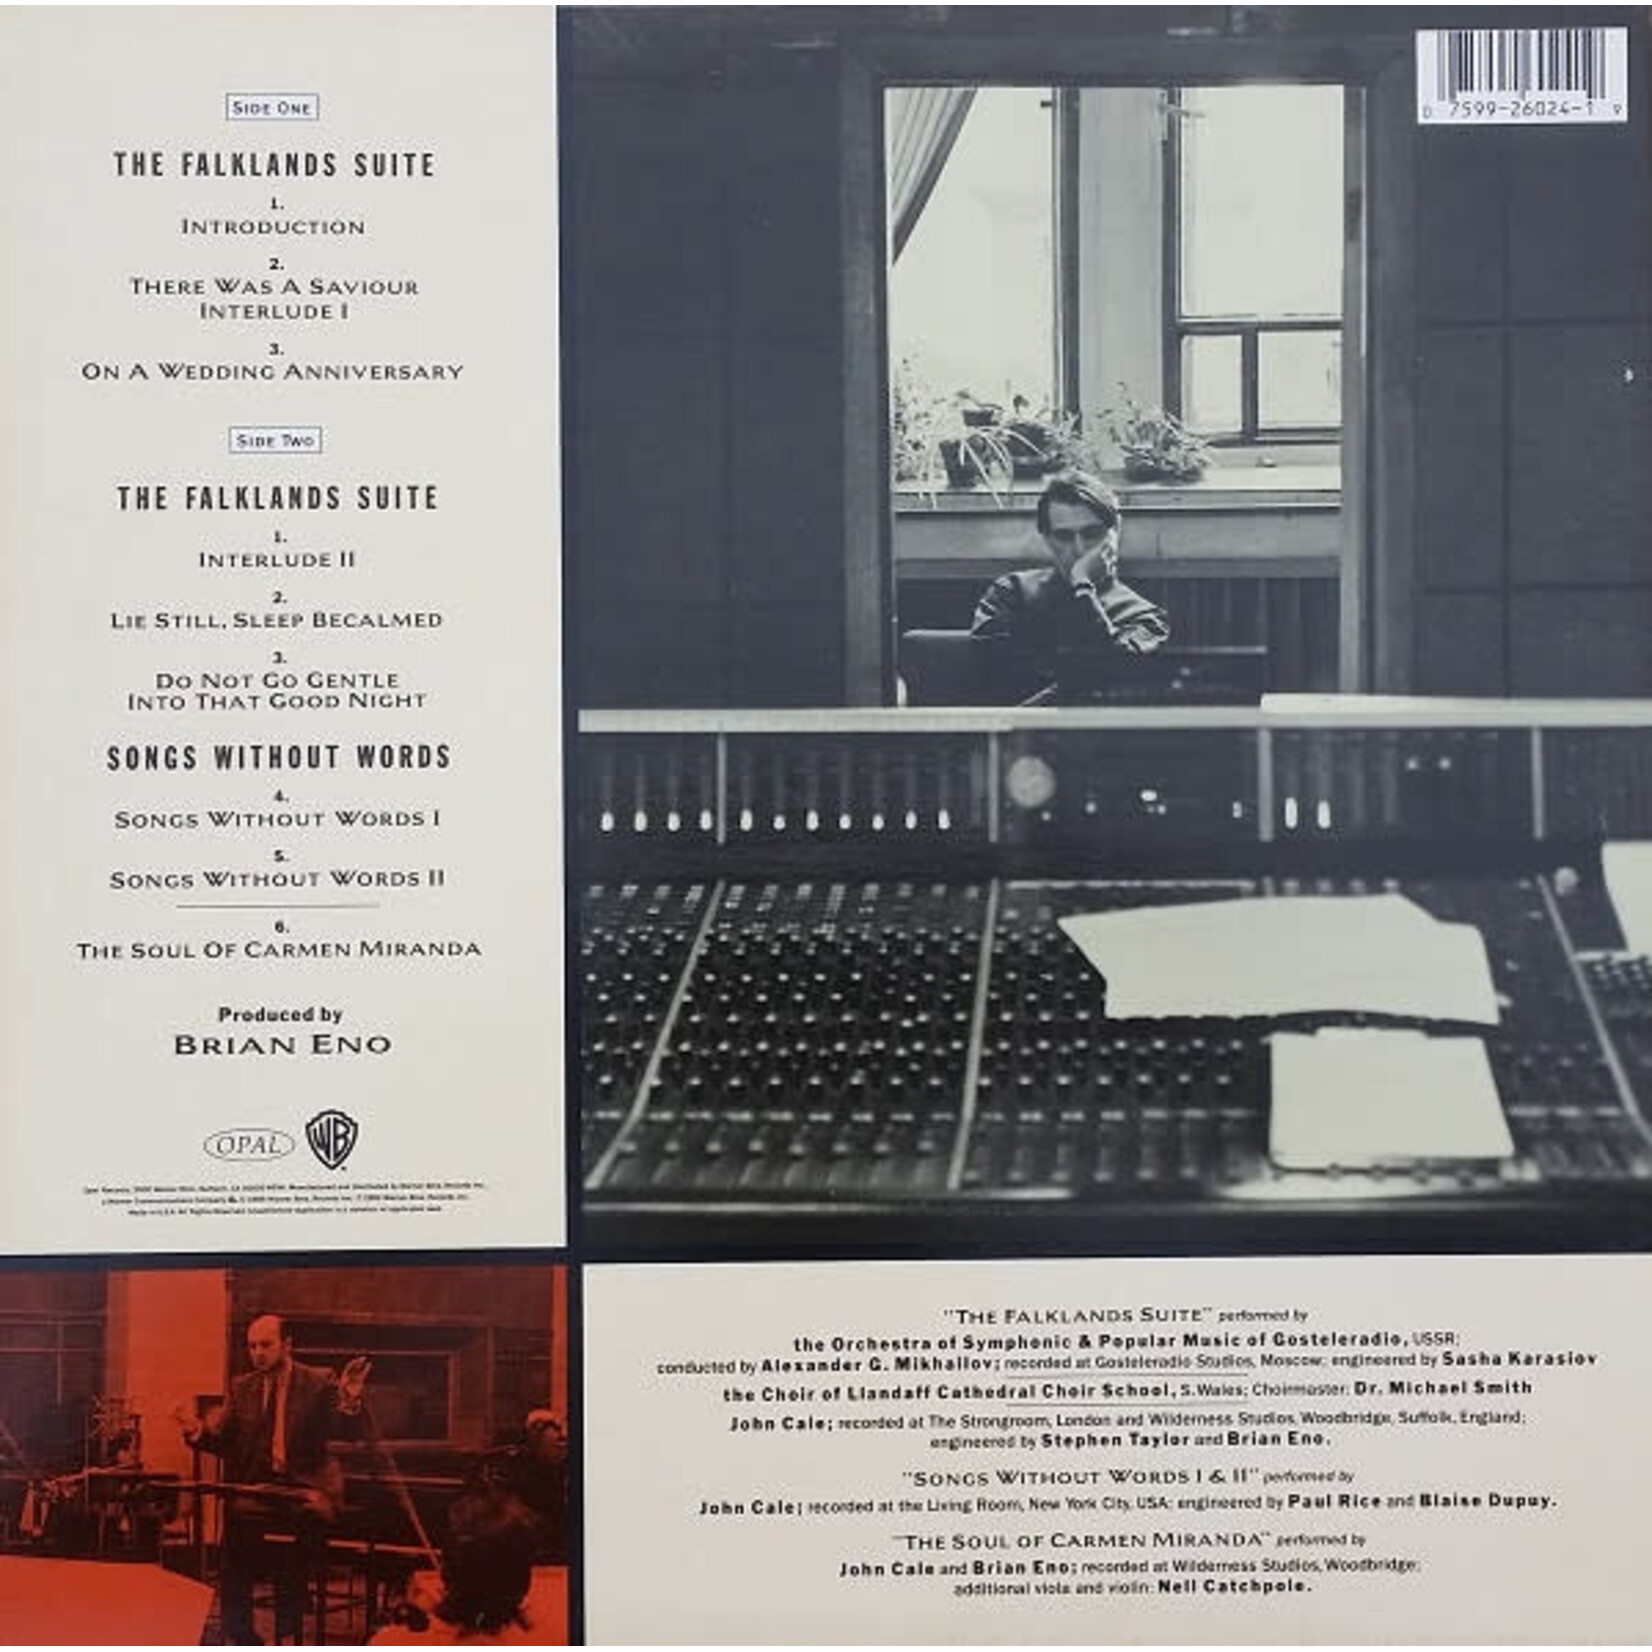 SIDE ONE
THE FALKLANDS SUITE
1.
INTRODUCTION
2.
THERE WAS A SAVIOUR
INTERLUDE I
3.
ON A WEDDING ANNIVERSARY
SIDE TWO
THE FALKLANDS SUITE
1.
INTERLUDE II
2.
LIE STILL, SLEEP BECALMED
3.
DO NOT GO GENTLE
INTO THAT GOOD NIGHT
SONGS WITHOUT WORDS
4.
SONGS WITHOUT WORDS I
5.
SONGS WITHOUT WORDS II
6.
THE SOUL OF CARMEN MIRANDA
Produced by
BRIAN ENO
OPAL WB
0 7599-26024-1 9
"THE FALKLANDS SUITE" performed by
the Orchestra of Symphonic & Popular Music of Gosteleradio, USSR;
conducted by Alexander G. Mikhailov; recorded at Gosteleradio Studios, Moscow; engineered by Sasha Karasiov
the Choir of Llandaff Cathedral Choir School, S. Wales; Choirmaster: Dr. Michael Smith
John Cale; recorded at The Strongroom, London and Wilderness Studios, Woodbridge, Suffolk, England;
engineered by Stephen Taylor and Brian Eno.
"SONGS WITHOUT WORDS I & II" performed by
John Cale; recorded at the Living Room, New York City, USA; engineered by Paul Rice and Blaise Dupuy.
"THE SOUL OF CARMEN MIRANDA" performed by
John Cale and Brian Eno; recorded at Wilderness Studios, Woodbridge;
additional viola and violin: Nell Catchpole.